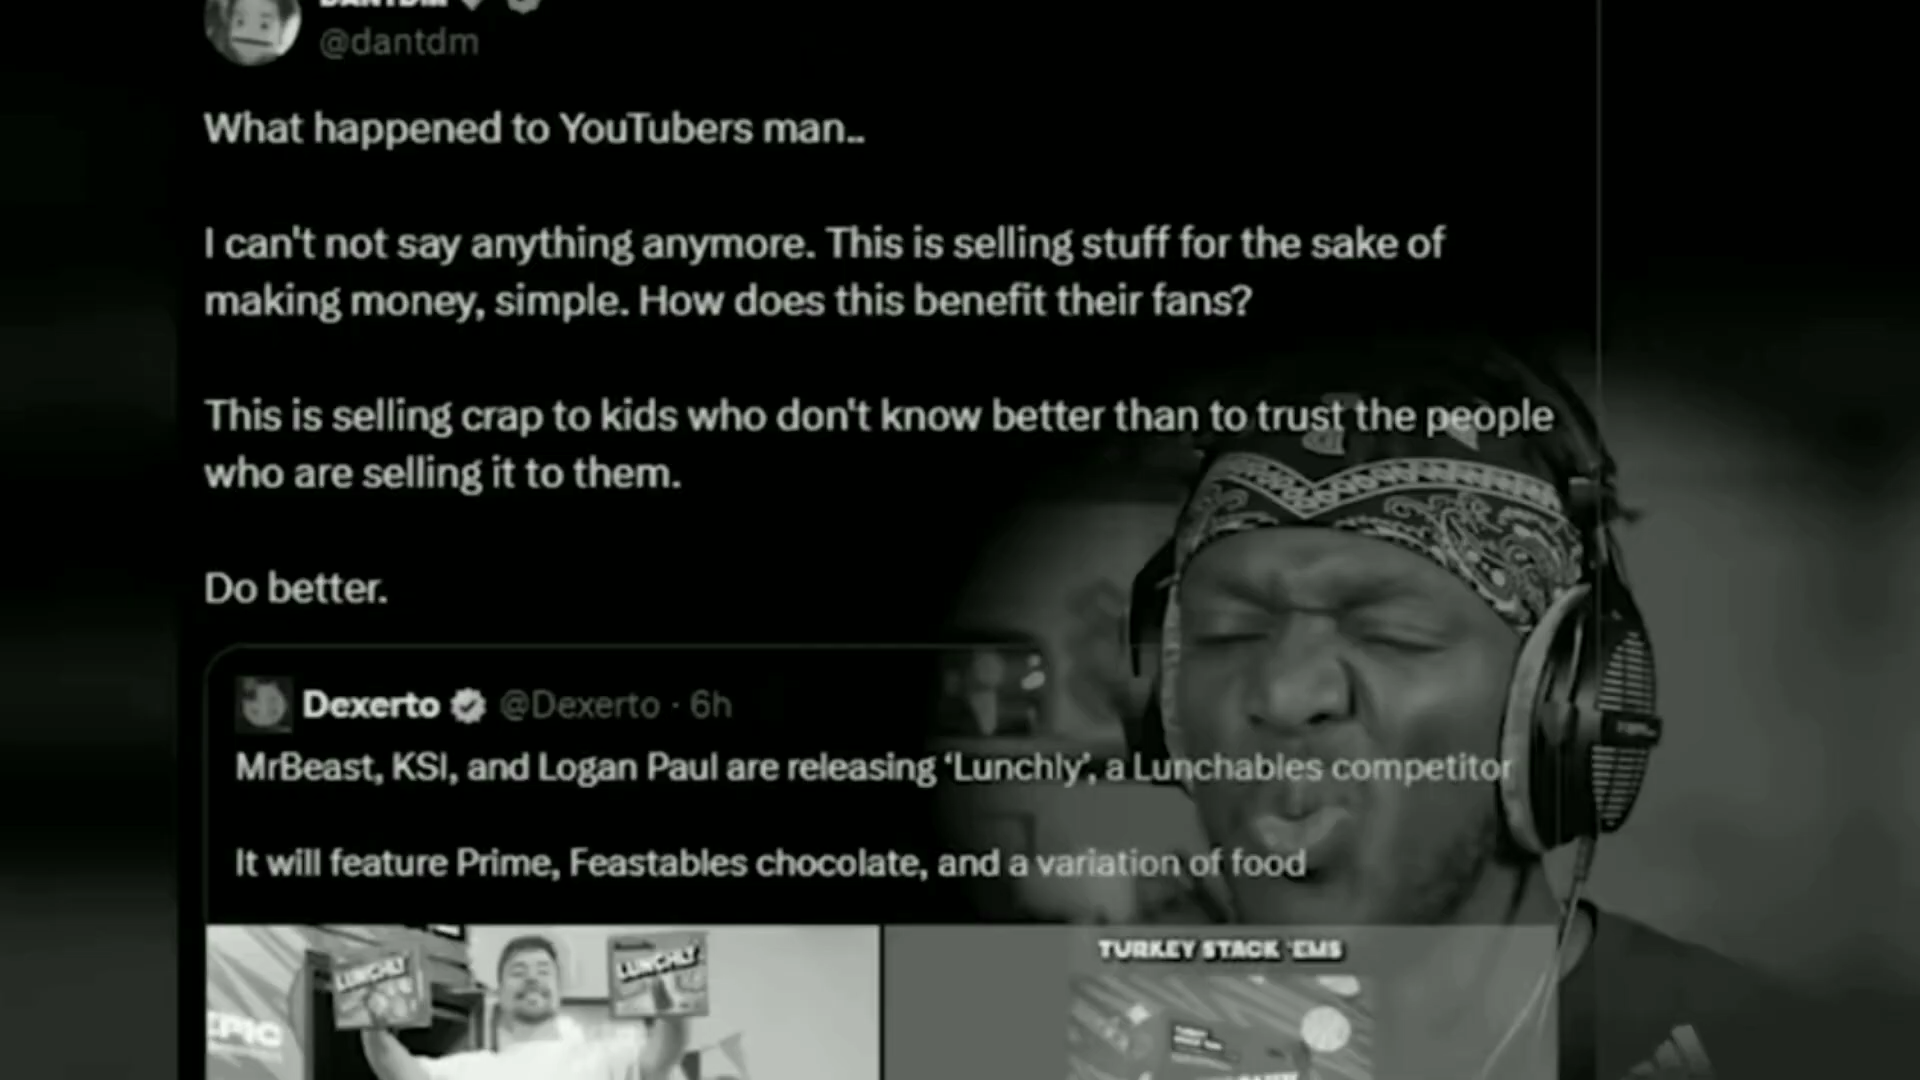 @dantdm
What happened to YouTubers man..
I can't not say anything anymore. This is selling stuff for the sake of
making money, simple. How does this benefit their fans?
This is selling crap to kids who don't know better than to trust the people
who are selling it to them.
Do better.
Dexerto @Dexerto · 6h
MrBeast, KSI, and Logan Paul are releasing ‘Lunchly’, a Lunchables competitor
It will feature Prime, Feastables chocolate, and a variation of food
TURKEY STACK 'EMS
LUNCHLY
LUNCHLY
EPIC